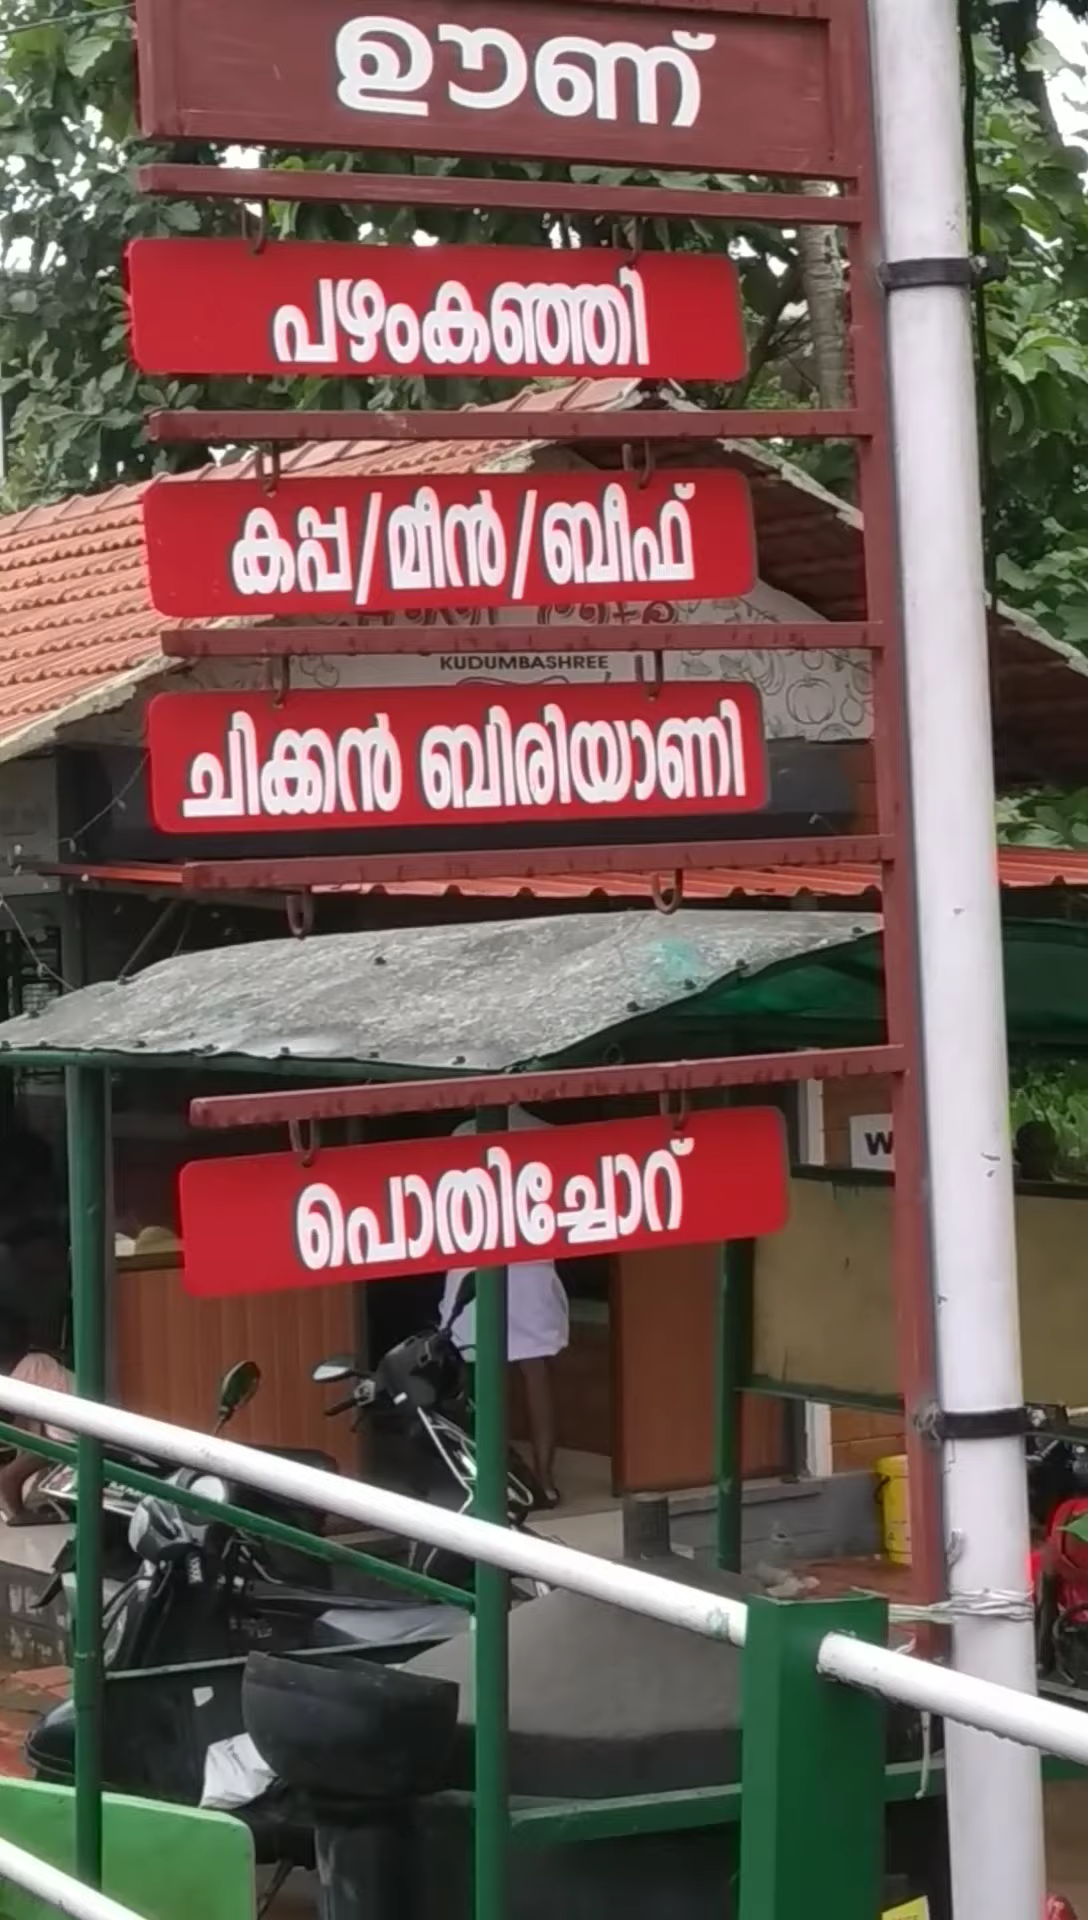 ഊണ്
പഴംകഞ്ഞി
കപ്പ/മീൻ/ബീഫ്
KUDUMBASHREE
ചിക്കൻ ബിരിയാണി
പൊതിച്ചോറ്